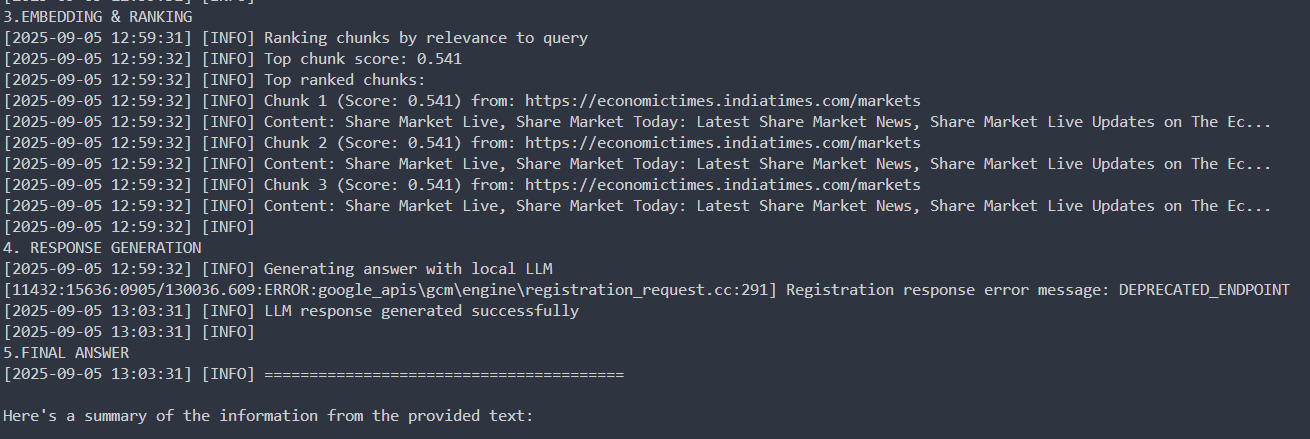 3.EMBEDDING & RANKING
[2025-09-05 12:59:31] [INFO] Ranking chunks by relevance to query
[2025-09-05 12:59:32] [INFO] Top chunk score: 0.541
[2025-09-05 12:59:32] [INFO] Top ranked chunks:
[2025-09-05 12:59:32] [INFO] Chunk 1 (Score: 0.541) from: https://economictimes.indiatimes.com/markets
[2025-09-05 12:59:32] [INFO] Content: Share Market Live, Share Market Today: Latest Share Market News, Share Market Live Updates on The Ec...
[2025-09-05 12:59:32] [INFO] Chunk 2 (Score: 0.541) from: https://economictimes.indiatimes.com/markets
[2025-09-05 12:59:32] [INFO] Content: Share Market Live, Share Market Today: Latest Share Market News, Share Market Live Updates on The Ec...
[2025-09-05 12:59:32] [INFO] Chunk 3 (Score: 0.541) from: https://economictimes.indiatimes.com/markets
[2025-09-05 12:59:32] [INFO] Content: Share Market Live, Share Market Today: Latest Share Market News, Share Market Live Updates on The Ec...
[2025-09-05 12:59:32] [INFO]
4. RESPONSE GENERATION
[2025-09-05 12:59:32] [INFO] Generating answer with local LLM
[11432:15636:0905/130036.609:ERROR:google_apis\gcm\engine\registration_request.cc:291] Registration response error message: DEPRECATED_ENDPOINT
[2025-09-05 13:03:31] [INFO] LLM response generated successfully
[2025-09-05 13:03:31] [INFO]
5.FINAL ANSWER
[2025-09-05 13:03:31] [INFO] ========================================
Here's a summary of the information from the provided text: